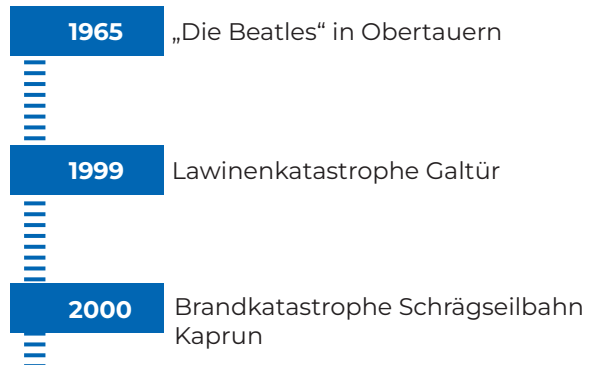 1965 „Die Beatles“ in Obertauern
1999 Lawinenkatastrophe Galtür
2000 Brandkatastrophe Schrägseilbahn
Kaprun